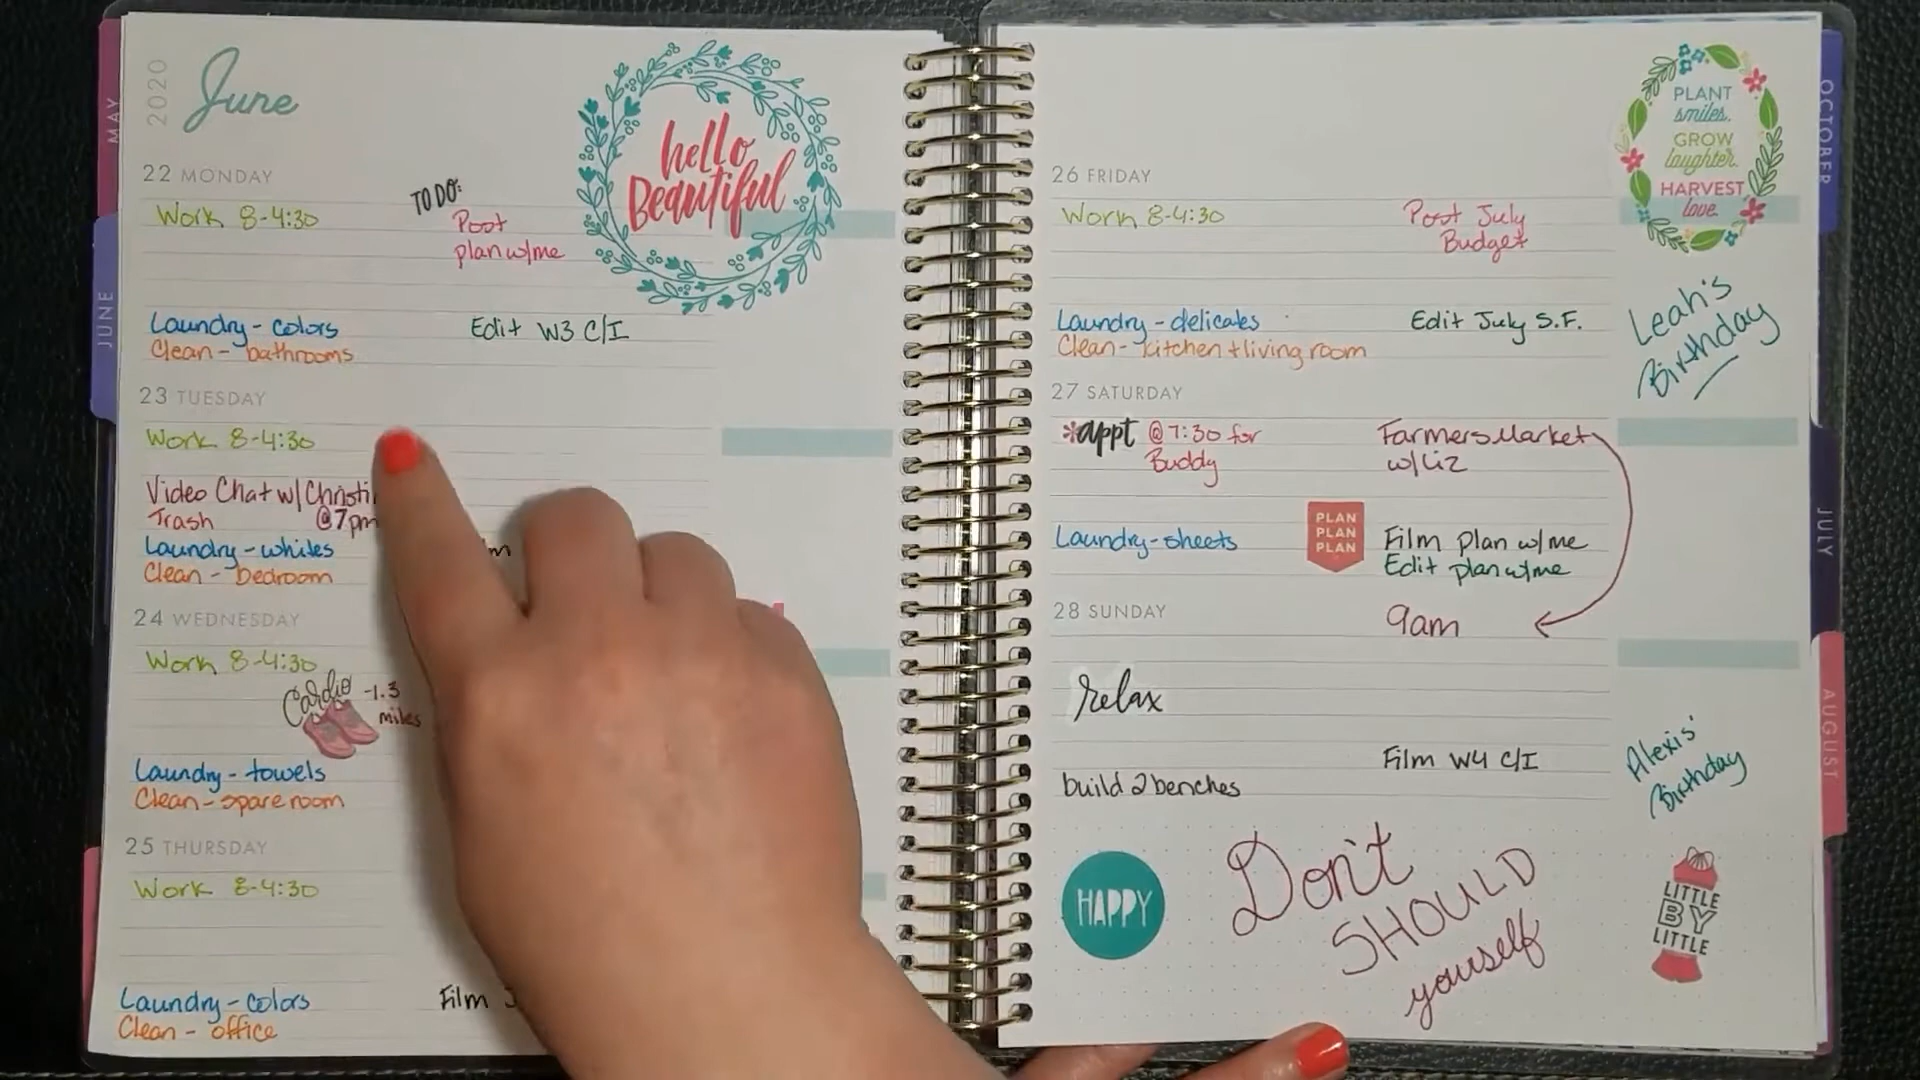 2020
June
hello
Beautiful
22 MONDAY
Work 8-4:30
TO DO:
Post
plan w/me
Laundry - colors
Clean - bathrooms
Edit W3 C/I
23 TUESDAY
Work 8-4:30
Video Chat w/
Trash
@7pm
Laundry - whites
Clean - bedroom
24 WEDNESDAY
Work 8-4:30
Cardio
-1.3
miles
Laundry - towels
Clean - spare room
25 THURSDAY
Work 8-4:30
Laundry - colors
Clean - office
Film
MAY
JUNE
PLANT
smiles.
GROW
laughter.
HARVEST
love.
26 FRIDAY
Work 8-4:30
Post July
Budget
Laundry - delicates
Clean - kitchen + living room
Edit July S.F.
Leah's
Birthday
27 SATURDAY
*appt @7:30 for
Buddy
Farmers Market
w/Liz
Laundry - sheets
PLAN
PLAN
PLAN
Film plan w/me
Edit plan w/me
28 SUNDAY
9am
relax
Film W4 C/I
build 2 benches
Alexis'
Birthday
HAPPY
Don't
SHOULD
yourself
LITTLE
BY
LITTLE
OCTOBER
JULY
AUGUST